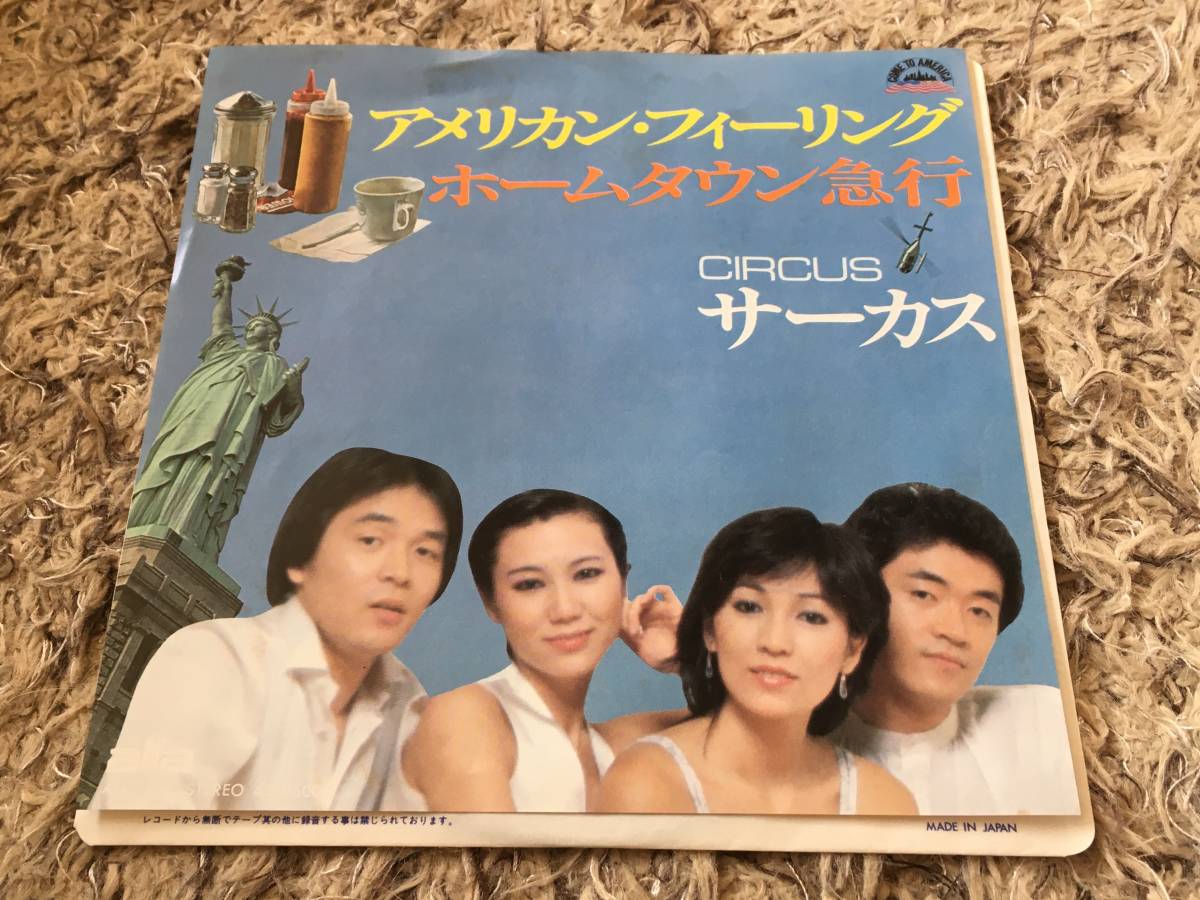 COME TO AMERICA
アメリカン・フィーリング
ホームタウン急行
CIRCUS
サーカス
STEREO
レコードから無断でテープ其の他に録音する事は禁じられております。
MADE IN JAPAN